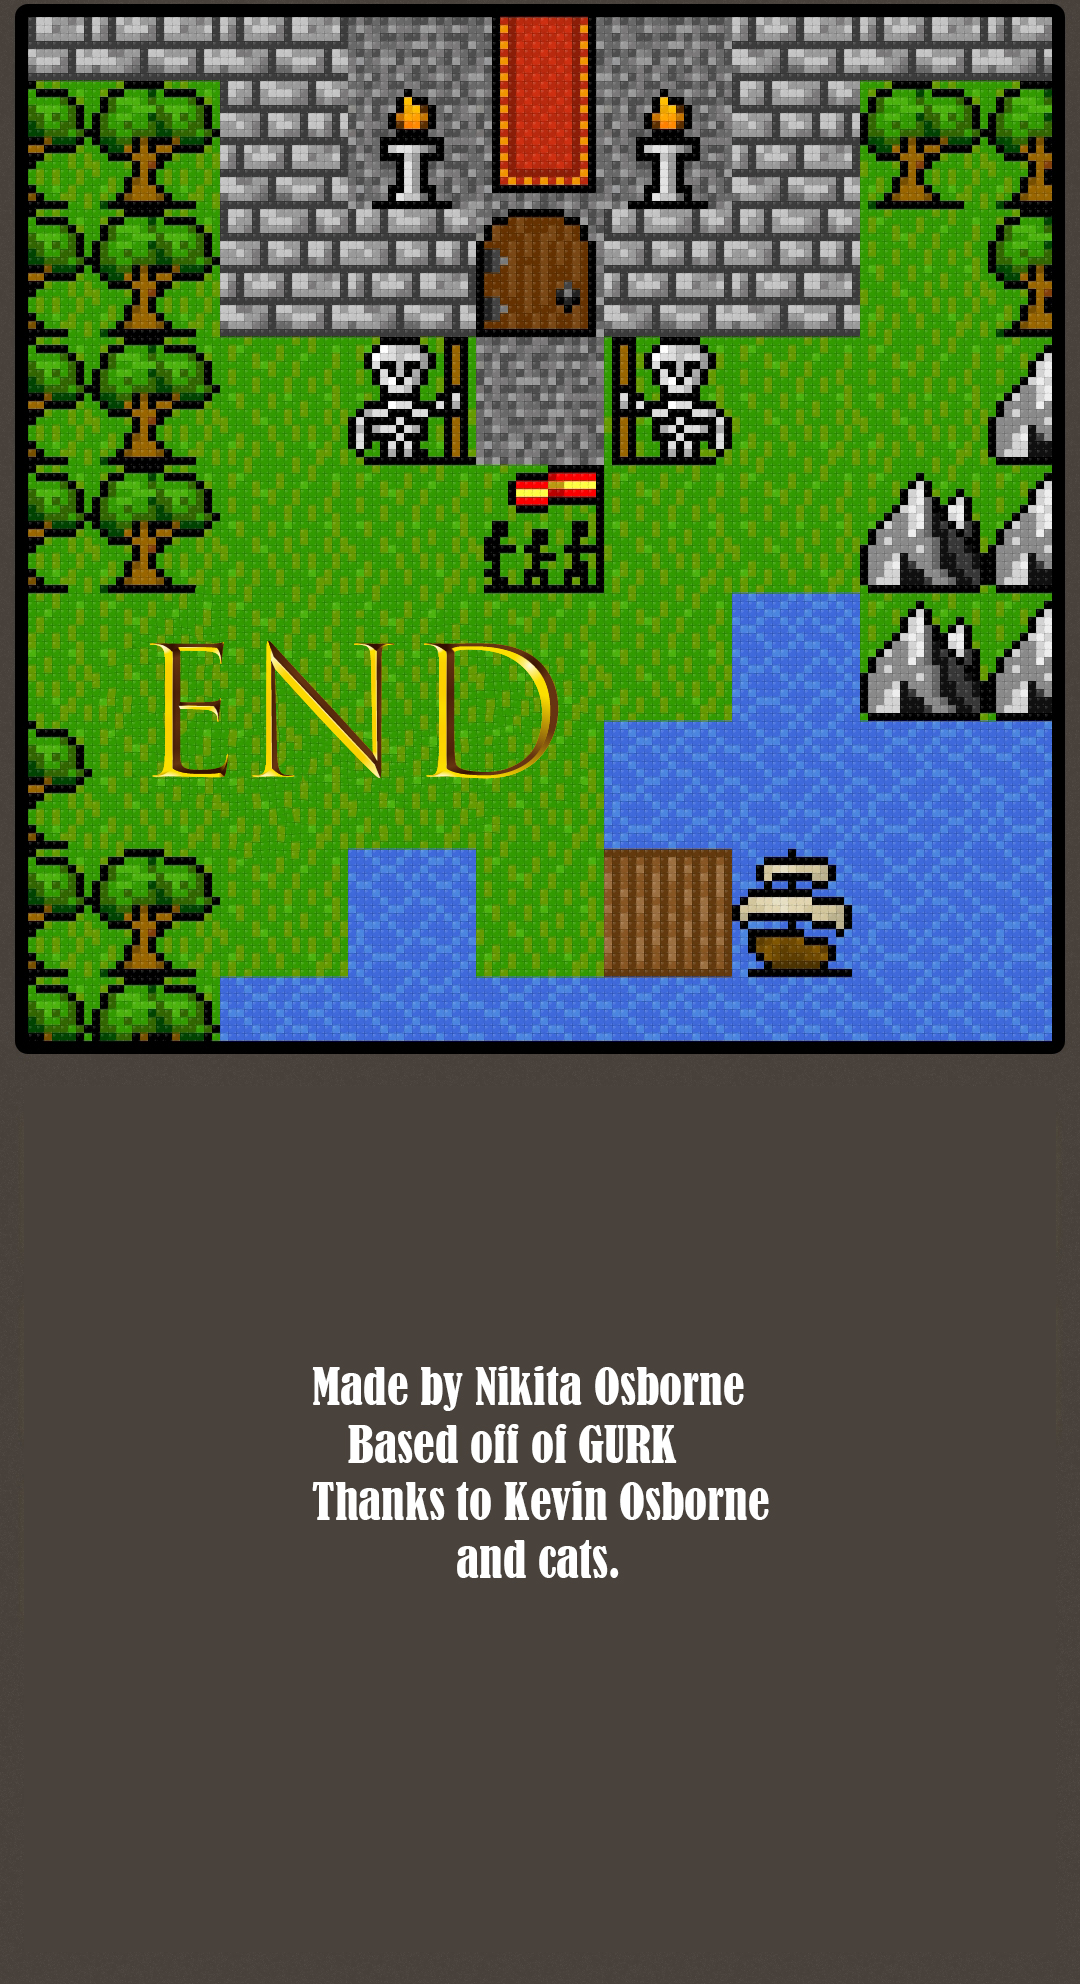 END
Made by Nikita Osborne
Based off of GURK
Thanks to Kevin Osborne
and cats.